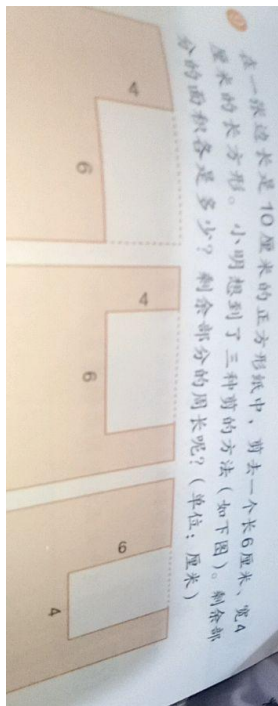 9 在一张边长是10厘米的正方形纸中，剪去一个长6厘米、宽4
厘米的长方形。小明想到了三种剪的方法（如下图）。剩余部
分的面积各是多少？剩余部分的周长呢？（单位：厘米）
4
6
4
6
6
4